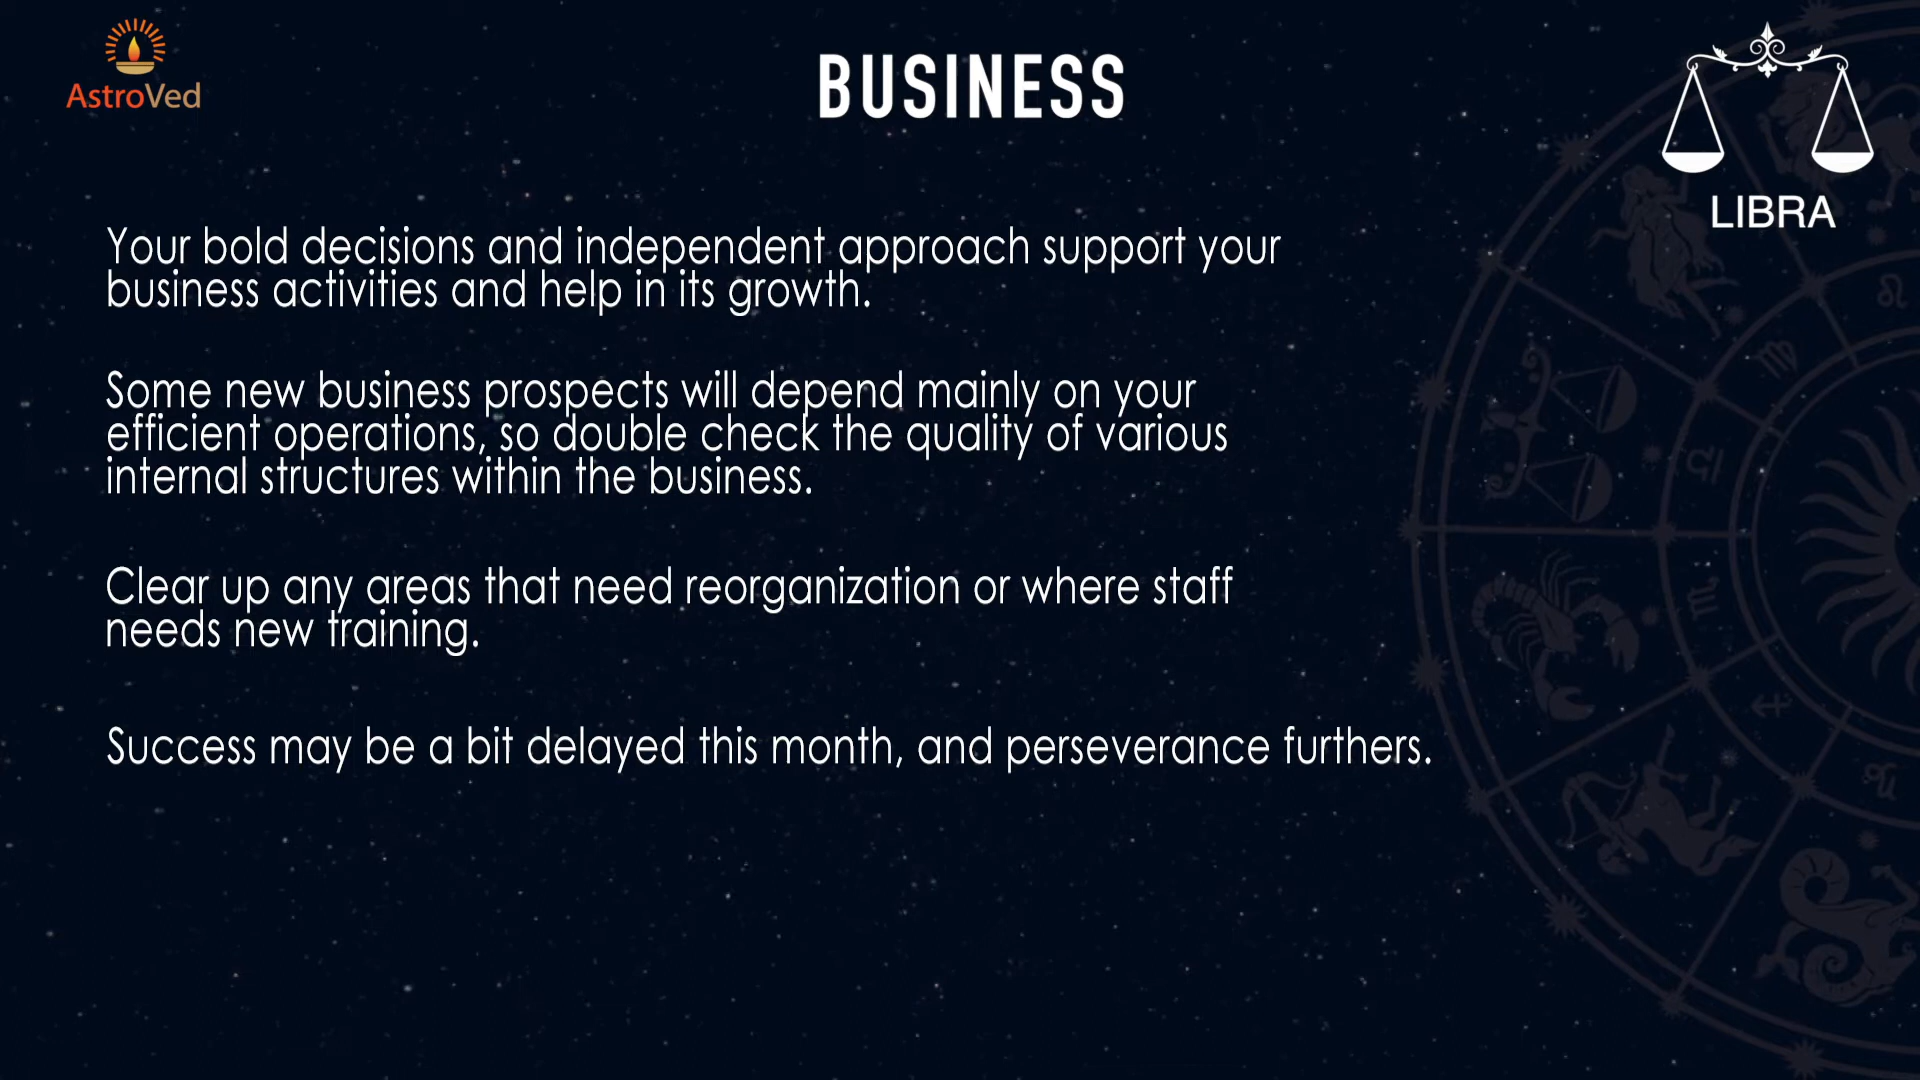 AstroVed
BUSINESS
LIBRA
Your bold decisions and independent approach support your
business activities and help in its growth.
Some new business prospects will depend mainly on your
efficient operations, so double check the quality of various
internal structures within the business.
Clear up any areas that need reorganization or where staff
needs new training.
Success may be a bit delayed this month, and perseverance furthers.